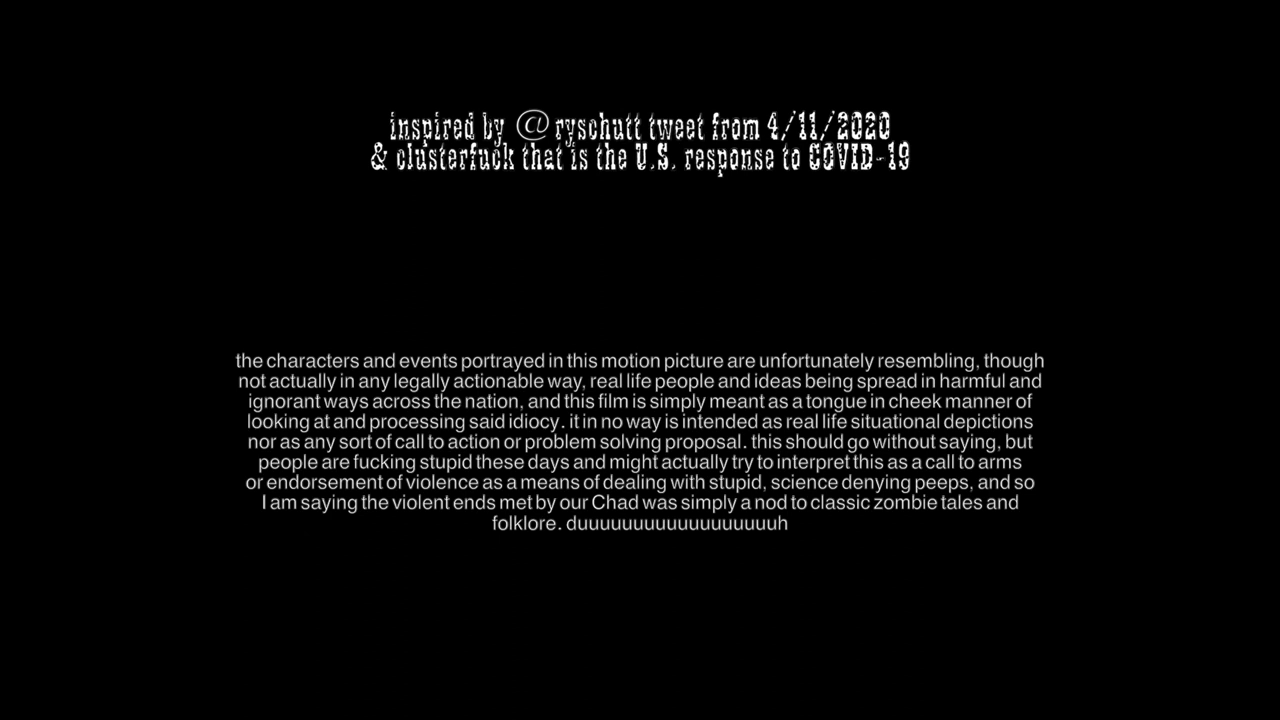 inspired by @ryschutt tweet from 4/11/2020
& clusterfuck that is the U.S. response to COVID-19
the characters and events portrayed in this motion picture are unfortunately resembling, though
not actually in any legally actionable way, real life people and ideas being spread in harmful and
ignorant ways across the nation, and this film is simply meant as a tongue in cheek manner of
looking at and processing said idiocy. it in no way is intended as real life situational depictions
nor as any sort of call to action or problem solving proposal. this should go without saying, but
people are fucking stupid these days and might actually try to interpret this as a call to arms
or endorsement of violence as a means of dealing with stupid, science denying peeps, and so
I am saying the violent ends met by our Chad was simply a nod to classic zombie tales and
folklore. duuuuuuuuuuuuuuuuuuh